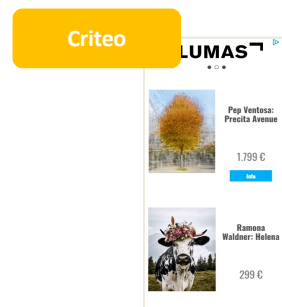 Criteo
LUMAS
Pep Ventosa:
Precita Avenue
1.799 €
Info
Ramona
Waldner: Helena
299 €